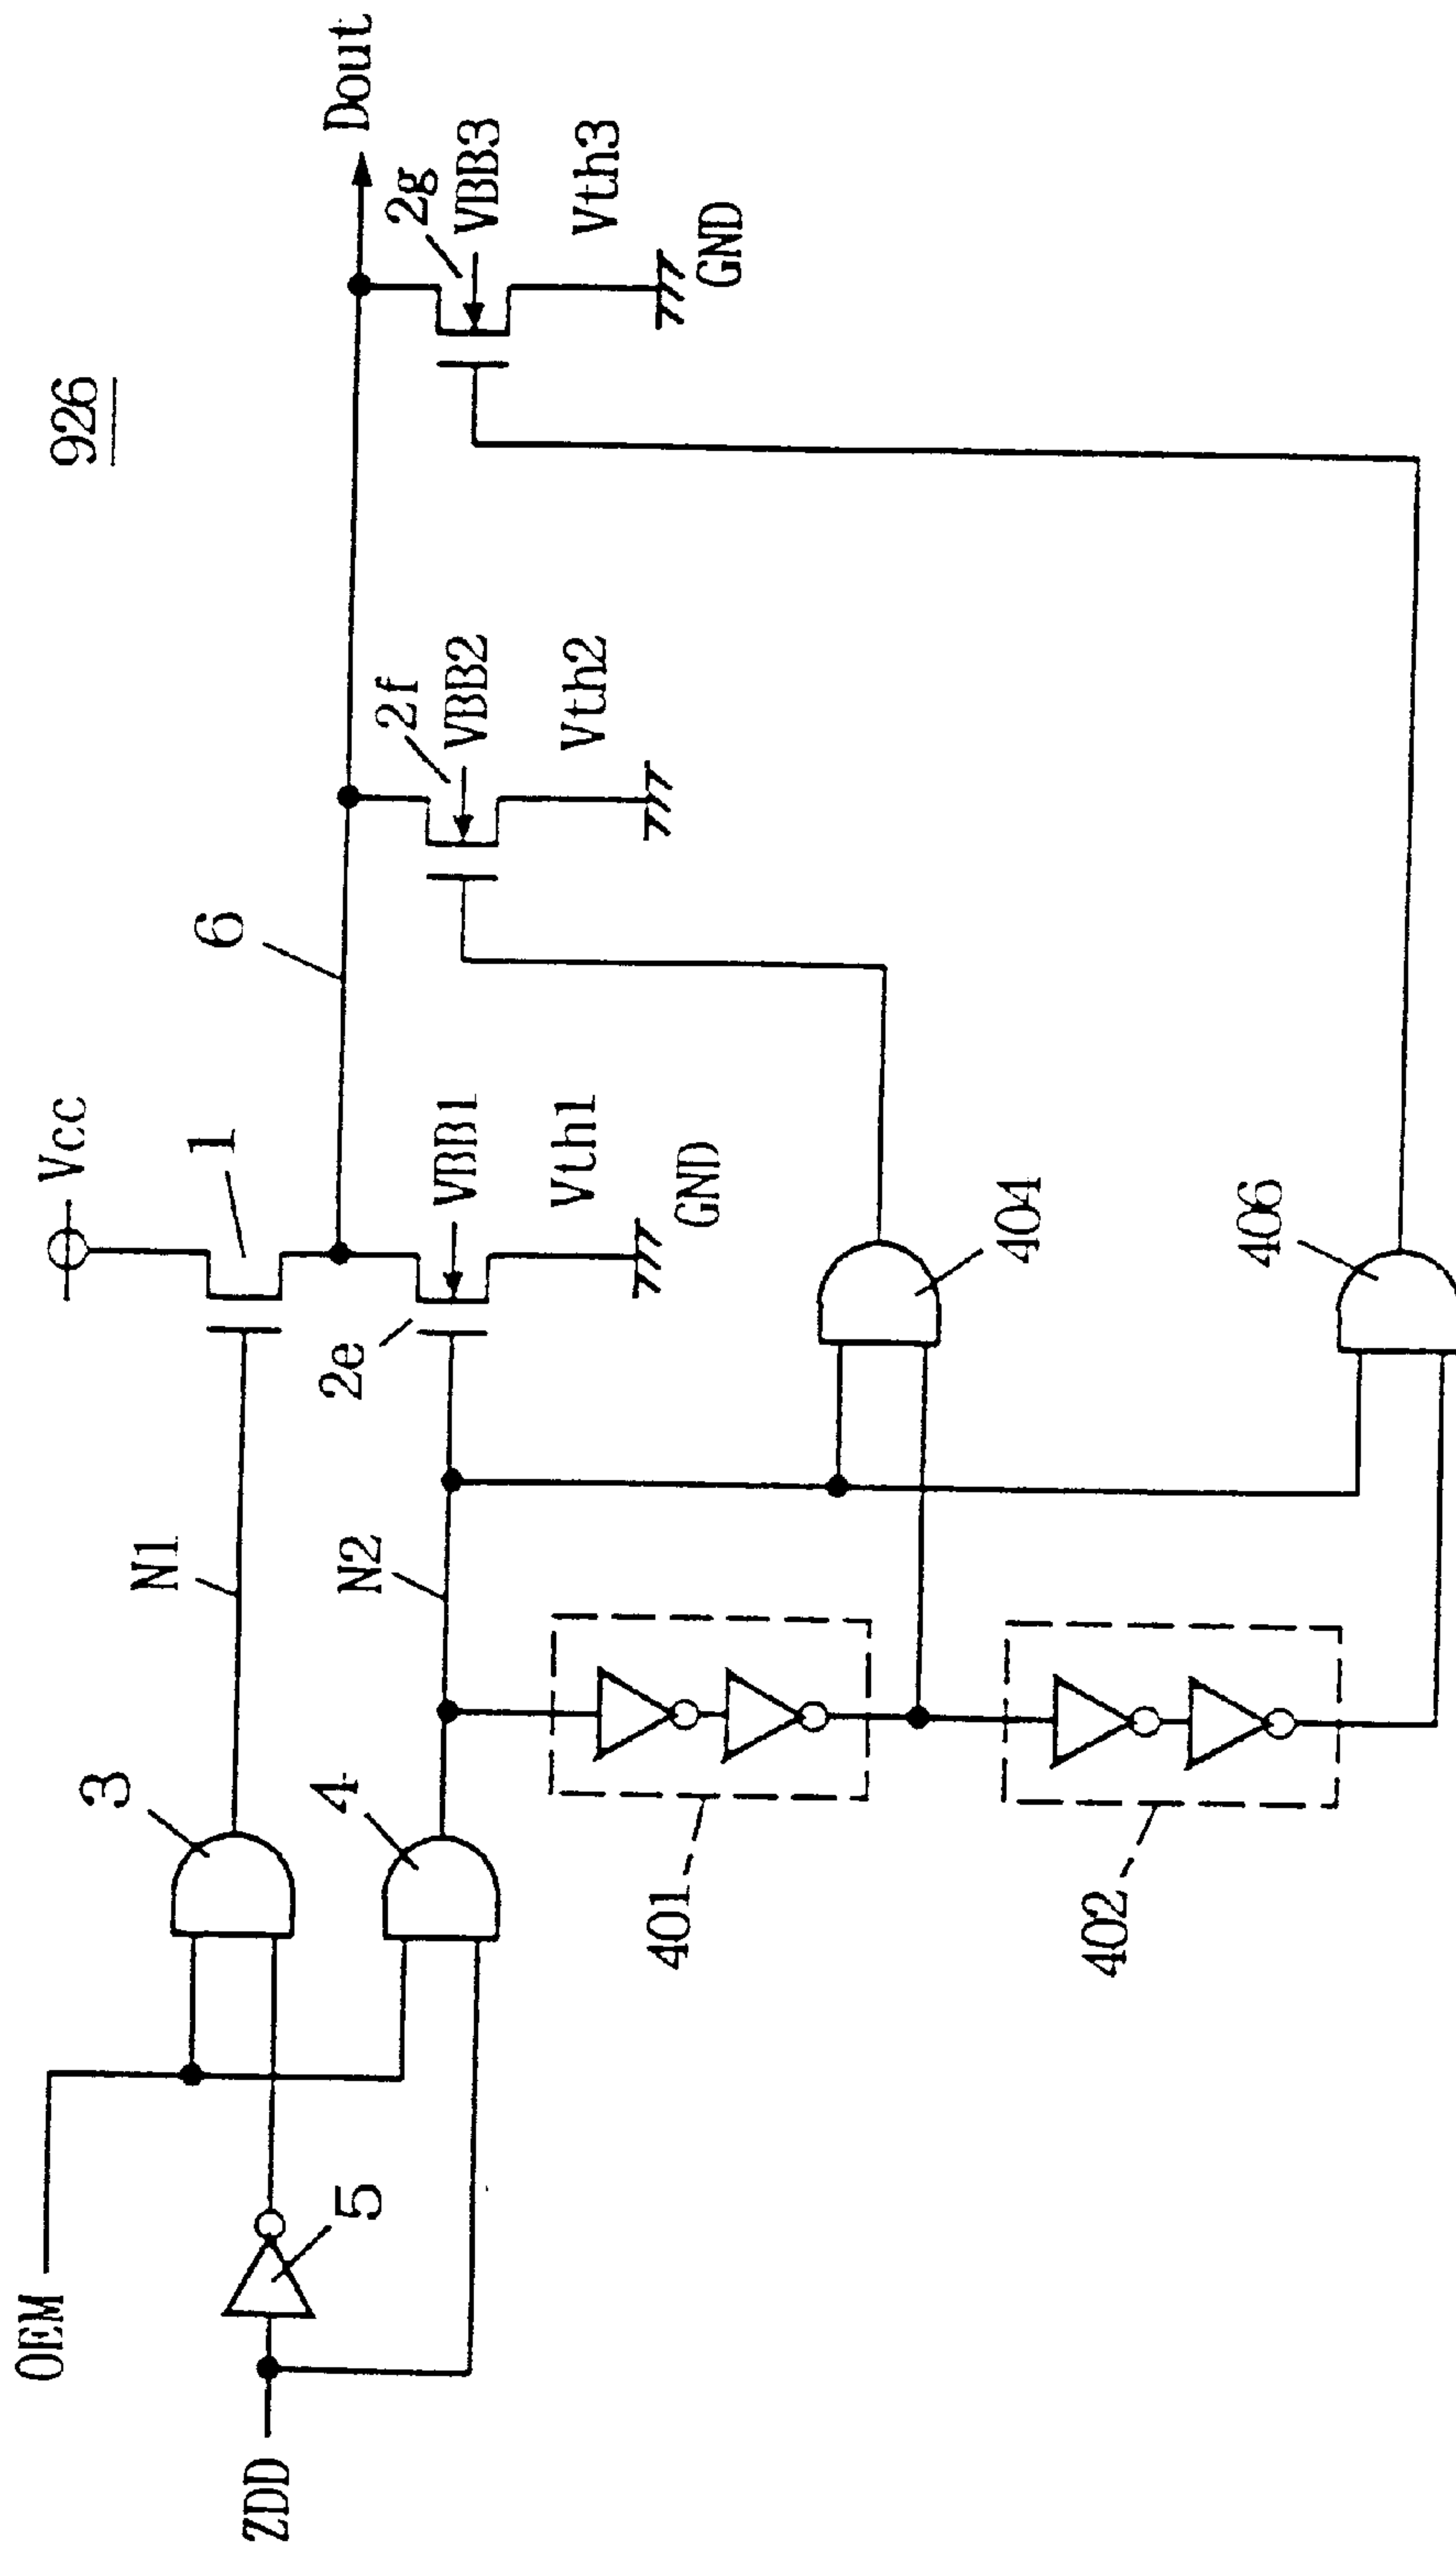 926
Vcc
1
6
Dout
2f
2g
VBB1
VBB2
VBB3
Vth1
Vth2
Vth3
GND
GND
2e
N1
N2
OEM
3
4
5
ZDD
401
402
404
406